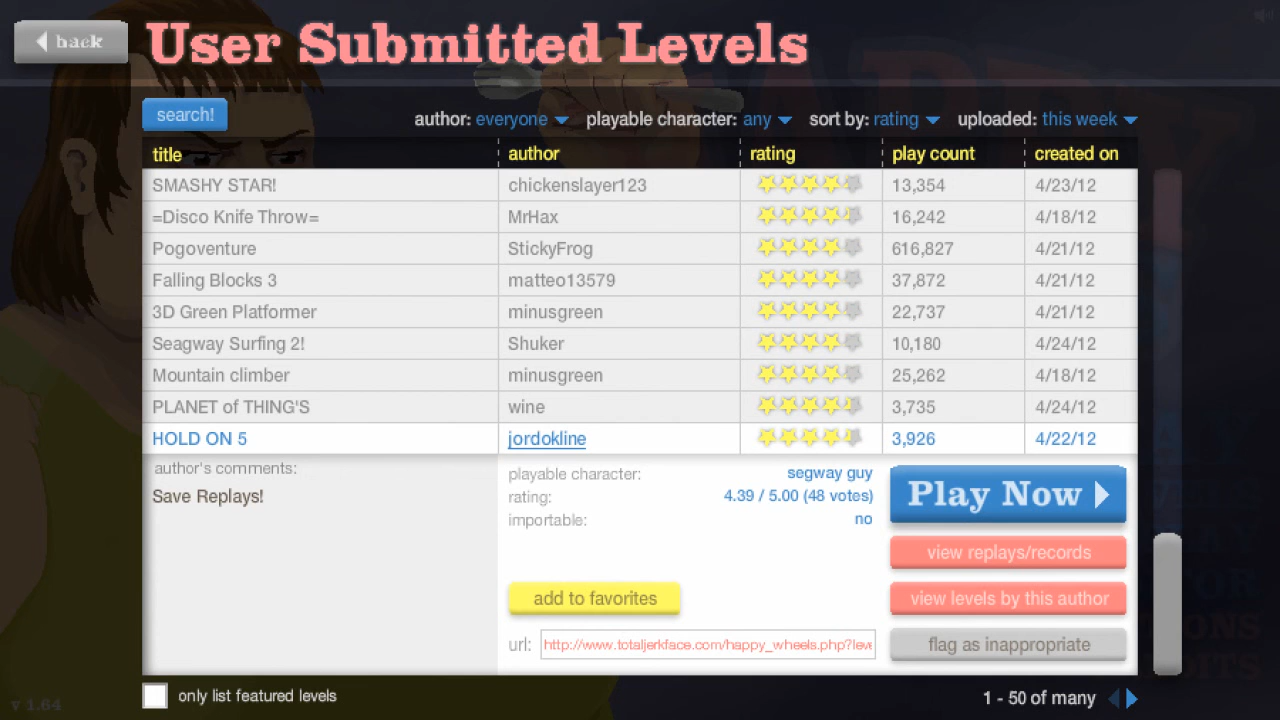 back
User Submitted Levels
search!
author: everyone playable character: any sort by: rating uploaded: this week
title author rating play count created on
SMASHY STAR! chickenslayer123 13,354 4/23/12
=Disco Knife Throw= MrHax 16,242 4/18/12
Pogoventure StickyFrog 616,827 4/21/12
Falling Blocks 3 matteo13579 37,872 4/21/12
3D Green Platformer minusgreen 22,737 4/21/12
Seagway Surfing 2! Shuker 10,180 4/24/12
Mountain climber minusgreen 25,262 4/18/12
PLANET of THING'S wine 3,735 4/24/12
HOLD ON 5 jordokline 3,926 4/22/12
author's comments:
Save Replays!
playable character: segway guy
rating: 4.39 / 5.00 (48 votes)
importable: no
Play Now
view replays/records
add to favorites
view levels by this author
url: http://www.totaljerkface.com/happy_wheels.php?leve
flag as inappropriate
only list featured levels
1 - 50 of many
v 1.64